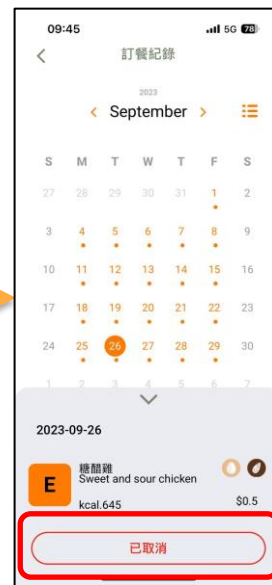 09:45 5G 78
訂餐紀錄
2023
September
S M T W T F S
27 28 29 30 31 1 2
3 4 5 6 7 8 9
10 11 12 13 14 15 16
17 18 19 20 21 22 23
24 25 26 27 28 29 30
1 2 3 4 5 6 7
2023-09-26
E
糖醋雞
Sweet and sour chicken
kcal.645
$0.5
已取消